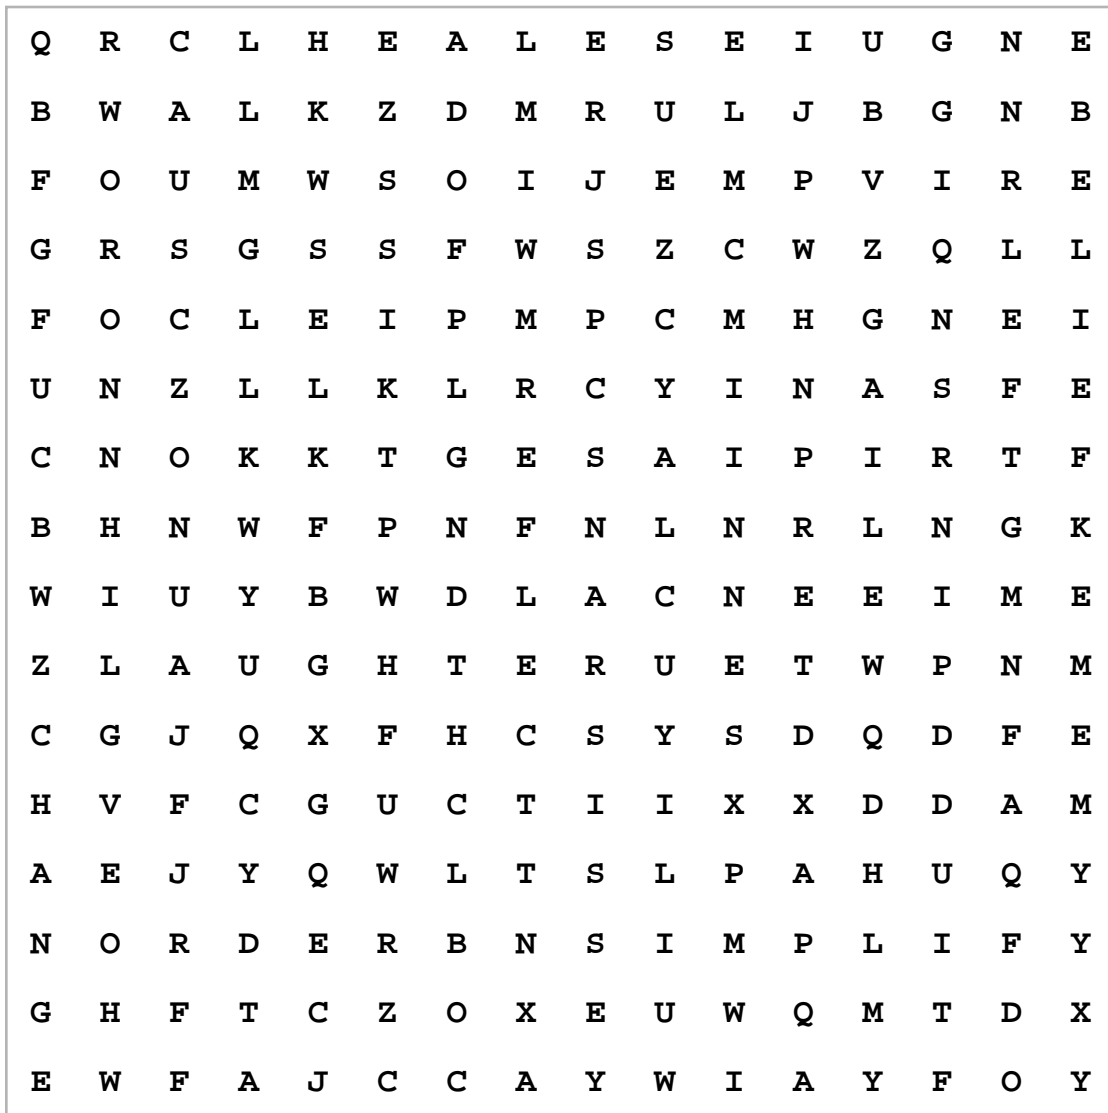 Q R C L H E A L E S E I U G N E
B W A L K Z D M R U L J B G N B
F O U M W S O I J E M P V I R E
G R S G S S F W S Z C W Z Q L L
F O C L E I P M P C M H G N E I
U N Z L L K L R C Y I N A S F E
C N O K K T G E S A I P I R T F
B H N W F P N F N L N R L N G K
W I U Y B W D L A C N E E I M E
Z L A U G H T E R U E T W P N M
C G J Q X F H C S Y S D Q D F E
H V F C G U C T I I X X D D A M
A E J Y Q W L T S L P A H U Q Y
N O R D E R B N S I M P L I F Y
G H F T C Z O X E U W Q M T D X
E W F A J C C A Y W I A Y F O Y